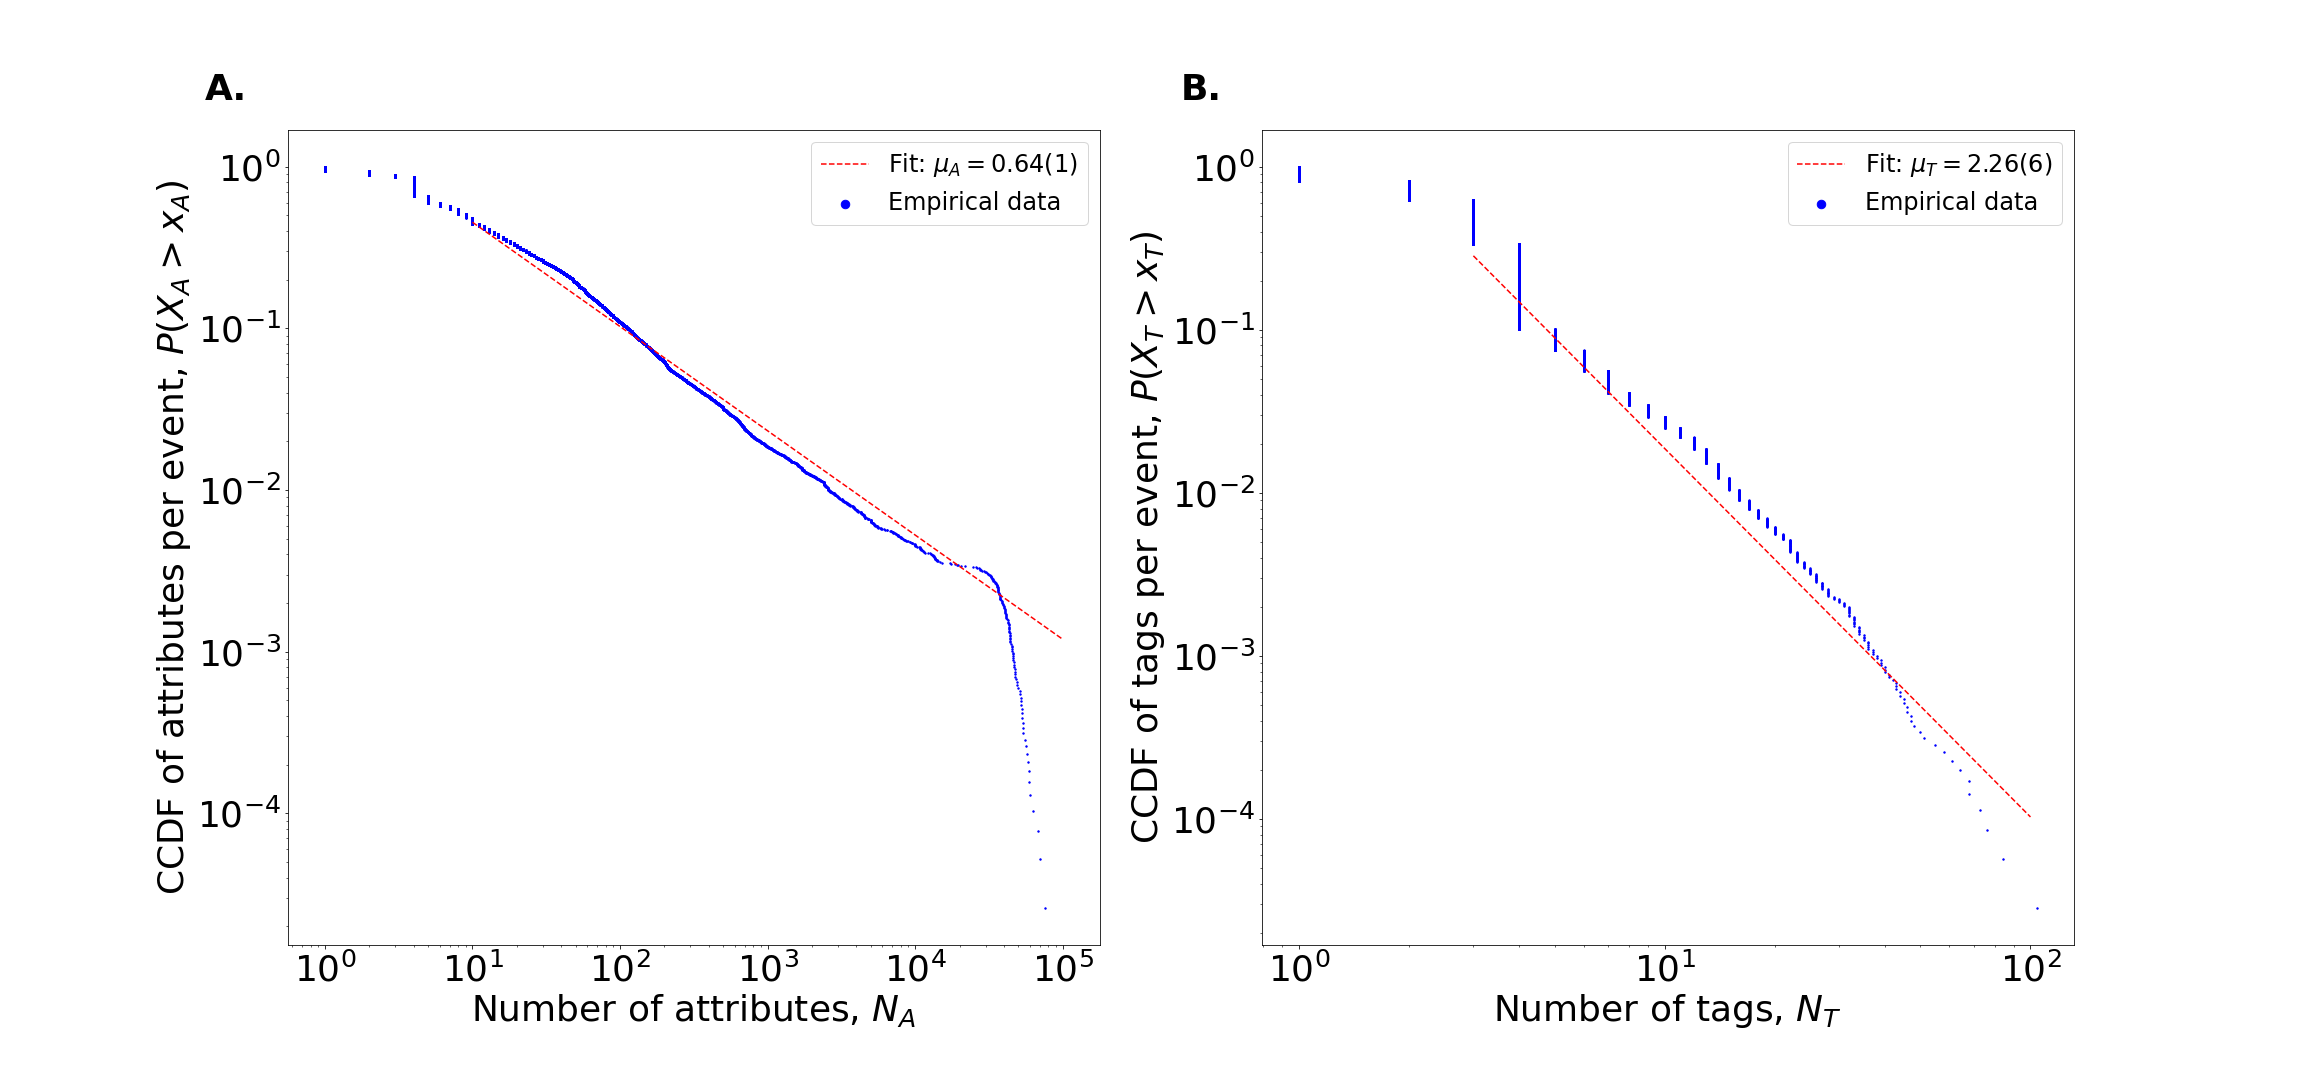 A.
CCDF of attributes per event, P(X_A > x_A)
10^0
10^-1
10^-2
10^-3
10^-4
Fit: μ_A = 0.64(1)
Empirical data
10^0 10^1 10^2 10^3 10^4 10^5
Number of attributes, N_A
B.
CCDF of tags per event, P(X_T > x_T)
10^0
10^-1
10^-2
10^-3
10^-4
Fit: μ_T = 2.26(6)
Empirical data
10^0 10^1 10^2
Number of tags, N_T